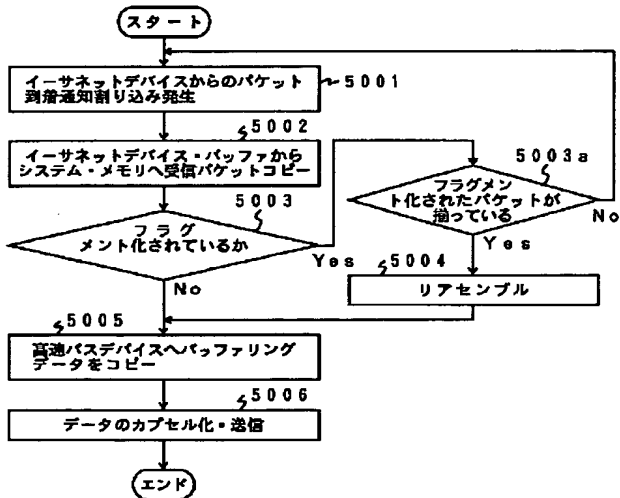 スタート
イーサネットデバイスからのパケット
到着通知割り込み発生
5001
5002
イーサネットデバイス・バッファから
システム・メモリへ受信パケットコピー
5003
フラグ
メント化されているか
Yes
No
5003a
フラグメン
ト化されたパケットが
揃っている
No
Yes
5004
リアセンブル
5005
高速バスデバイスへバッファリング
データをコピー
5006
データのカプセル化・送信
エンド